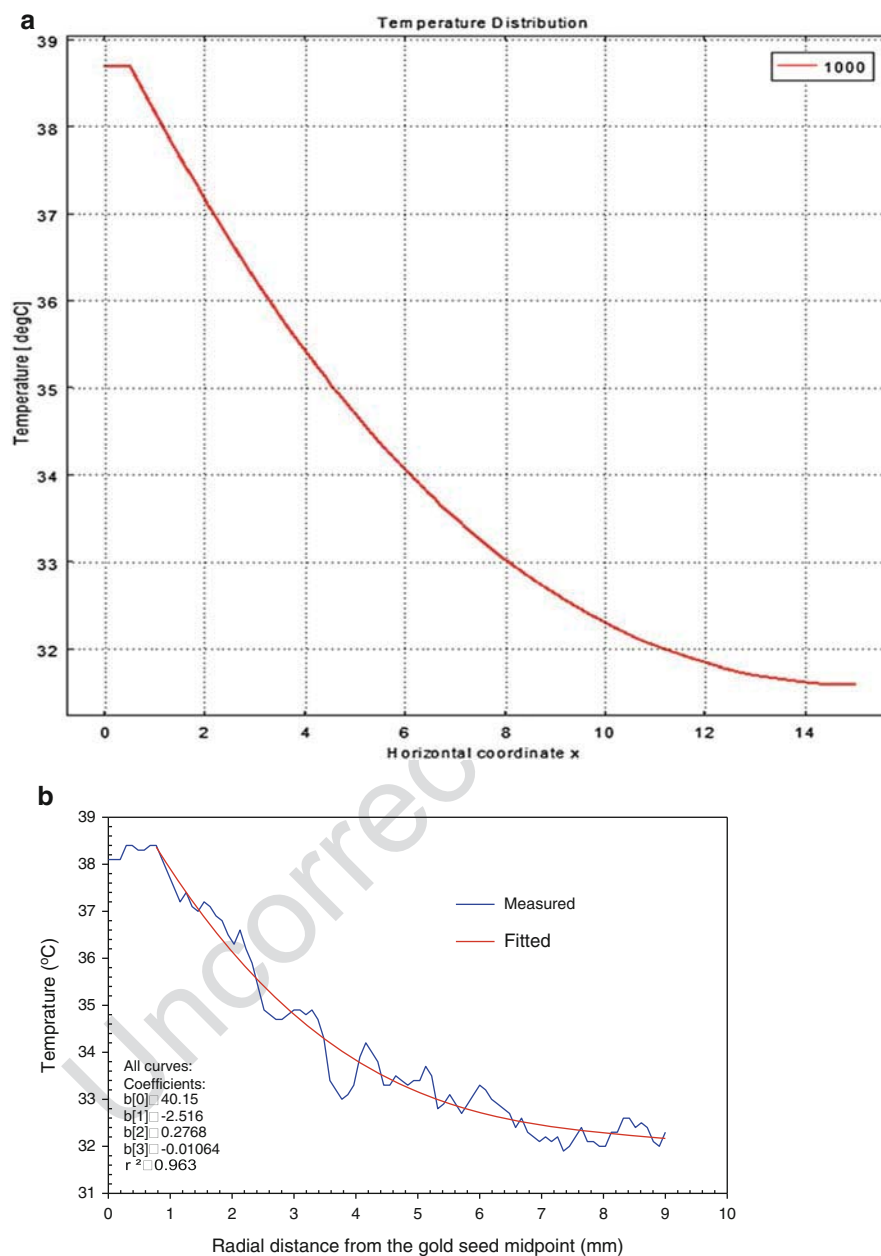 a
Temperature Distribution
1000
39
38
37
36
35
34
33
32
Temperature [degC]
0 2 4 6 8 10 12 14
Horizontal coordinate x
b
Uncorrec
39
38
37
36
35
34
33
32
31
Temprature (ºC)
Measured
Fitted
All curves:
Coefficients:
b[0]□ 40.15
b[1]□ -2.516
b[2]□ 0.2768
b[3]□ -0.01064
r ²□ 0.963
0 1 2 3 4 5 6 7 8 9 10
Radial distance from the gold seed midpoint (mm)